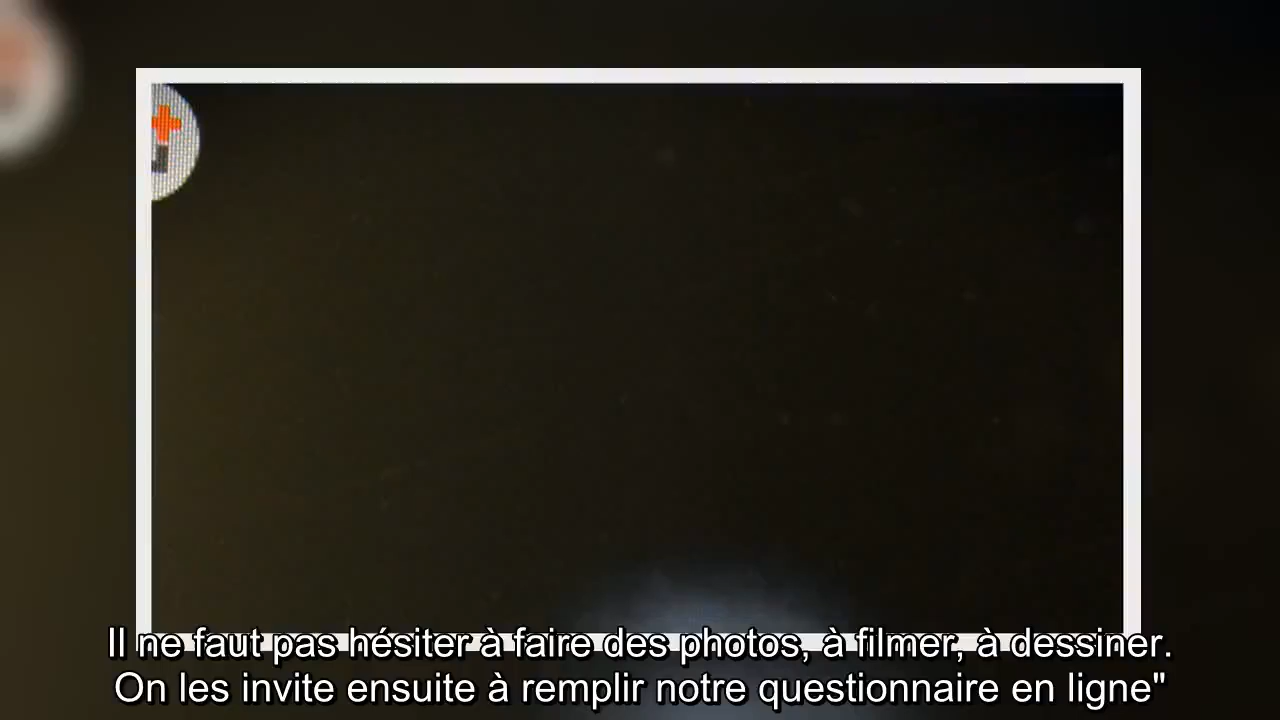 Il ne faut pas hésiter à faire des photos, à filmer, à dessiner.
On les invite ensuite à remplir notre questionnaire en ligne"